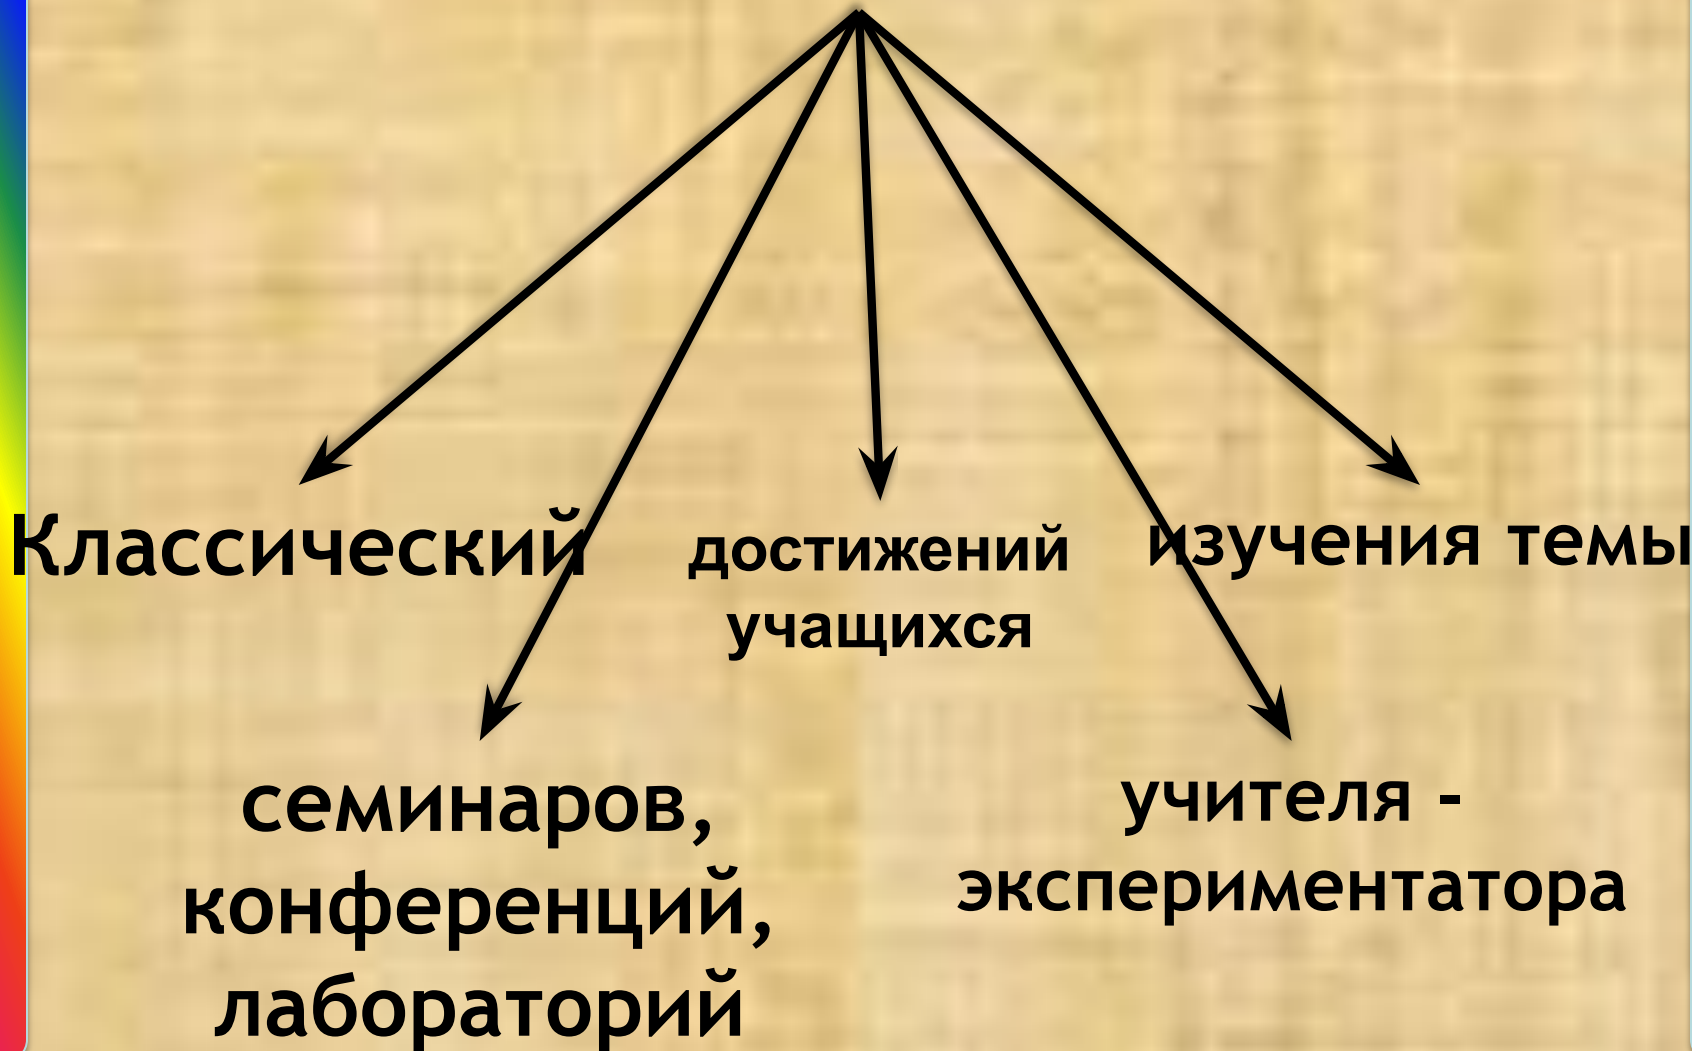 Классический
достижений
учащихся
изучения темы
семинаров,
конференций,
лабораторий
учителя -
экспериментатора